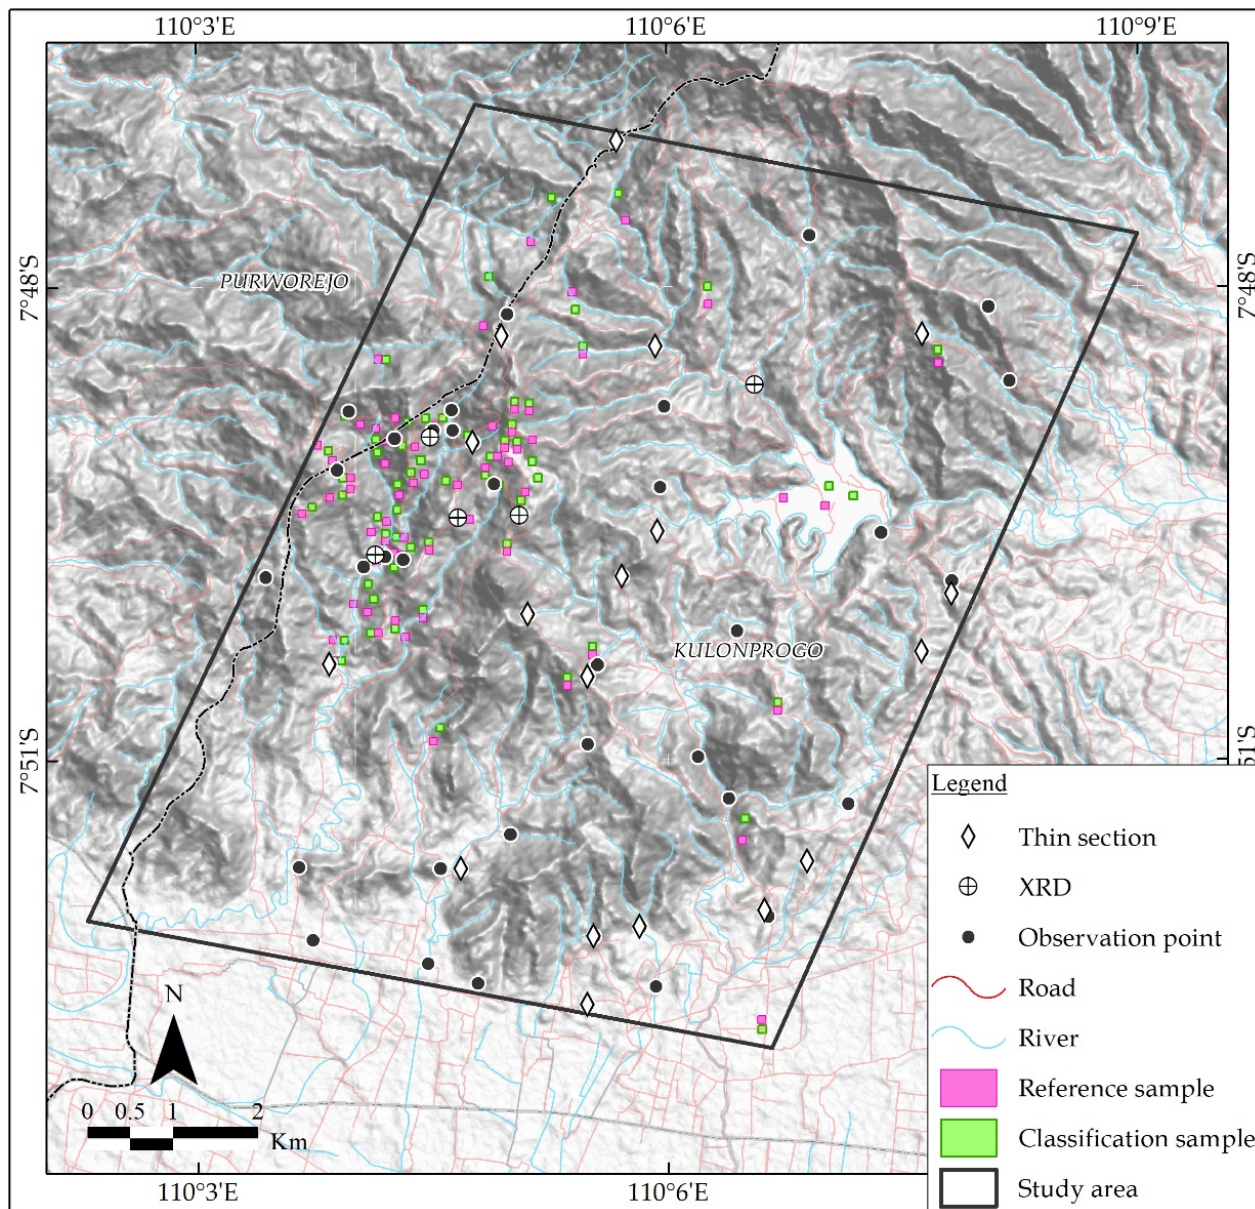 110°3'E 110°6'E 110°9'E
PURWOREJO
7°48'S 7°48'S
KULONPROGO
7°51'S 51'S
Legend
Thin section
XRD
Observation point
Road
River
Reference sample
Classification sample
Study area
N
0 0.5 1 2
Km
110°3'E 110°6'E